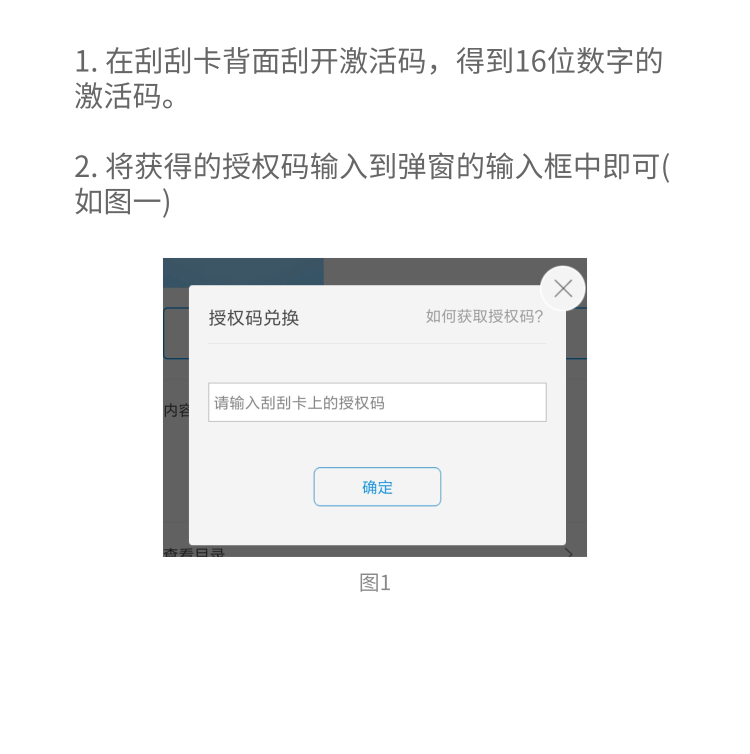 1. 在刮刮卡背面刮开激活码，得到16位数字的
激活码。
2. 将获得的授权码输入到弹窗的输入框中即可(
如图一)
授权码兑换
如何获取授权码?
内容
请输入刮刮卡上的授权码
确定
查看目录
图1